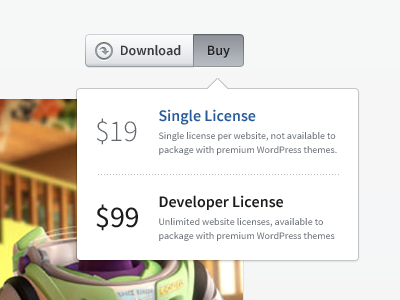 Download
Buy
$19
Single License
Single license per website, not available to
package with premium WordPress themes.
$99
Developer License
Unlimited website licenses, available to
package with premium WordPress themes